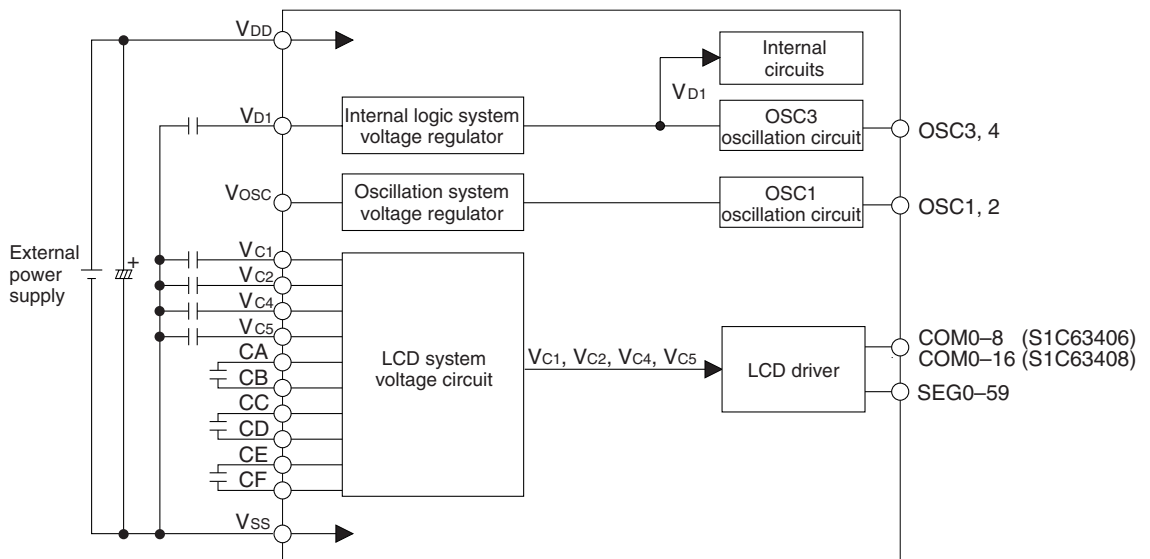 VDD
Internal
circuits
VD1
VD1
Internal logic system
voltage regulator
OSC3
oscillation circuit
OSC3, 4
VOSC
Oscillation system
voltage regulator
OSC1
oscillation circuit
OSC1, 2
External
power
supply
+
VC1
VC2
VC4
VC5
CA
CB
CC
CD
CE
CF
LCD system
voltage circuit
VC1, VC2, VC4, VC5
LCD driver
COM0–8 (S1C63406)
COM0–16 (S1C63408)
SEG0–59
VSS